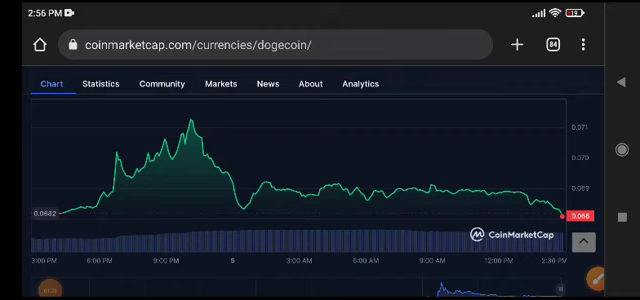 2:56 PM
19
coinmarketcap.com/currencies/dogecoin/
84
Chart Statistics Community Markets News About Analytics
0.071
0.070
0.069
0.0682
0.068
CoinMarketCap
3:00 PM 6:00 PM 9:00 PM 5 3:00 AM 6:00 AM 9:00 AM 12:00 PM 2:30 PM